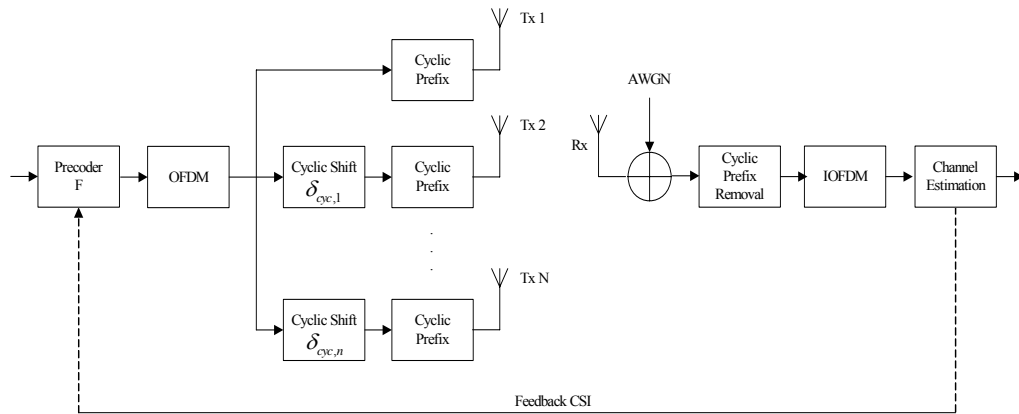 Tx 1
Cyclic
Prefix
AWGN
Tx 2
Rx
Precoder
F
OFDM
Cyclic Shift
δcyc,1
Cyclic
Prefix
Cyclic
Prefix
Removal
IOFDM
Channel
Estimation
.
.
.
Tx N
Cyclic Shift
δcyc,n
Cyclic
Prefix
Feedback CSI